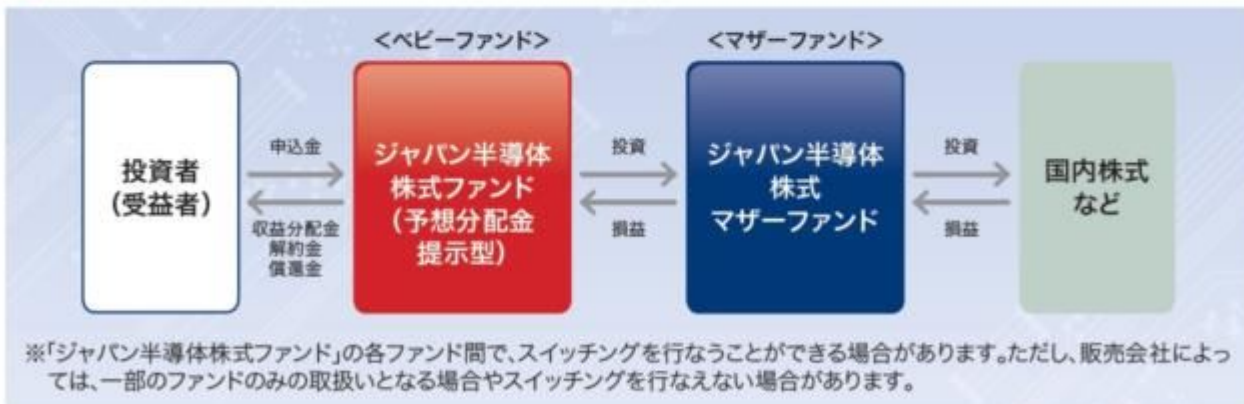 <ベビーファンド>
<マザーファンド>
投資者
(受益者)
申込金
収益分配金
解約金
償還金
ジャパン半導体
株式ファンド
(予想分配金
提示型)
投資
損益
ジャパン半導体
株式
マザーファンド
投資
損益
国内株式
など
※「ジャパン半導体株式ファンド」の各ファンド間で、スイッチングを行なうことができる場合があります。ただし、販売会社によっ
ては、一部のファンドのみの取扱いとなる場合やスイッチングを行なえない場合があります。